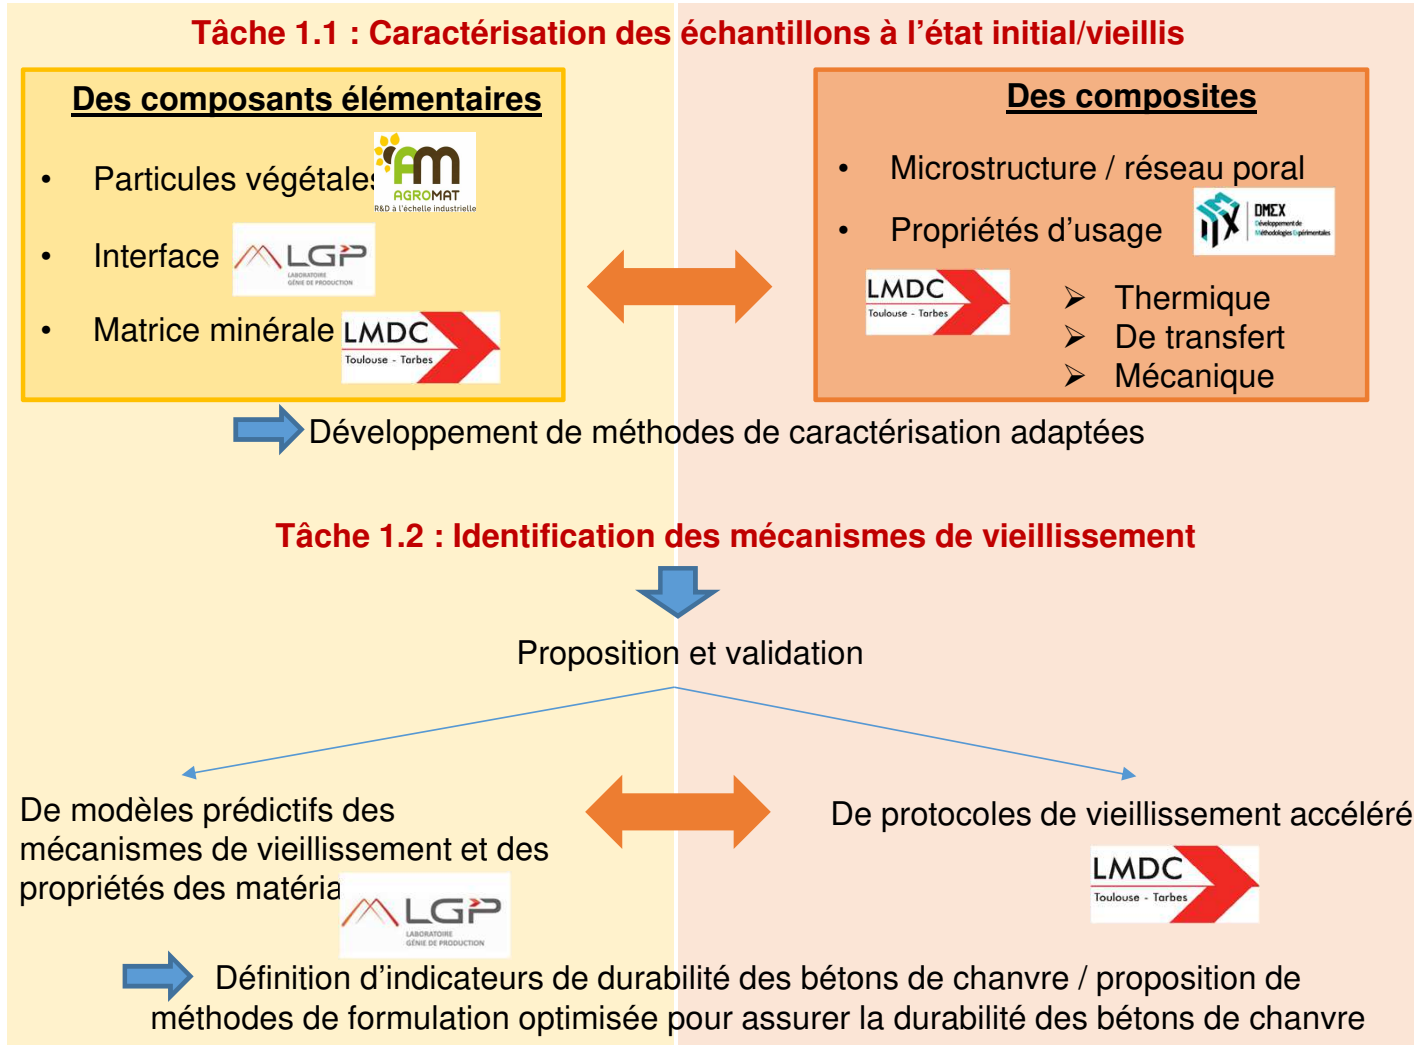 Tâche 1.1 : Caractérisation des échantillons à l’état initial/vieillis
Des composants élémentaires
• Particules végétales
AM
AGROMAT
R&D à l'échelle industrielle
• Interface
LGP
LABORATOIRE
GÉNIE DE PRODUCTION
• Matrice minérale
LMDC
Toulouse - Tarbes
Des composites
• Microstructure / réseau poral
• Propriétés d’usage
DMEX
Développement de
Méthodologies Expérimentales
LMDC
Toulouse - Tarbes
➢ Thermique
➢ De transfert
➢ Mécanique
Développement de méthodes de caractérisation adaptées
Tâche 1.2 : Identification des mécanismes de vieillissement
Proposition et validation
De modèles prédictifs des
mécanismes de vieillissement et des
propriétés des matéria
LGP
LABORATOIRE
GÉNIE DE PRODUCTION
De protocoles de vieillissement accéléré
LMDC
Toulouse - Tarbes
Définition d’indicateurs de durabilité des bétons de chanvre / proposition de
méthodes de formulation optimisée pour assurer la durabilité des bétons de chanvre